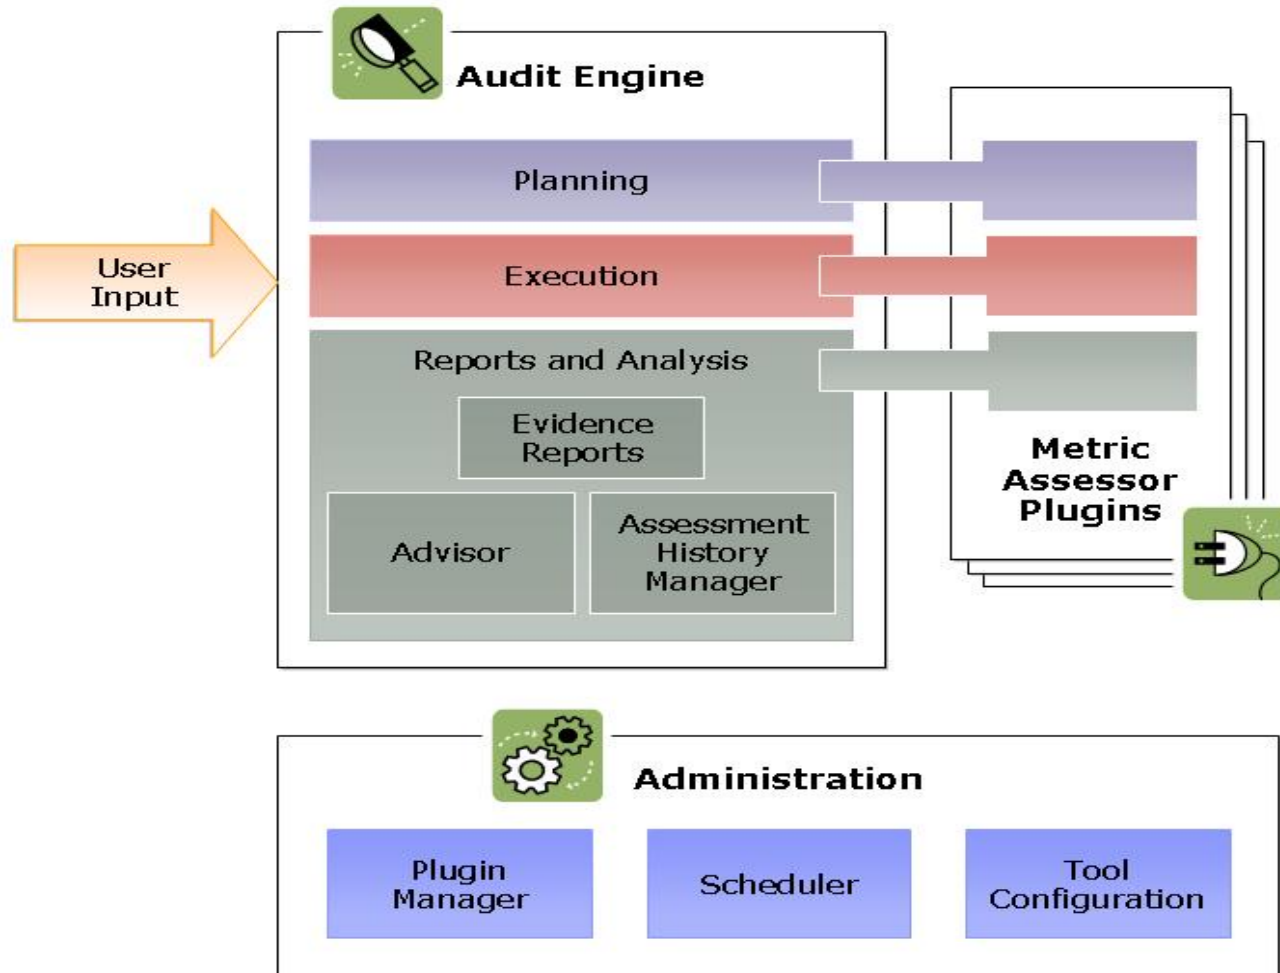 Audit Engine
Planning
User
Input
Execution
Reports and Analysis
Evidence
Reports
Advisor
Assessment
History
Manager
Metric
Assessor
Plugins
Administration
Plugin
Manager
Scheduler
Tool
Configuration